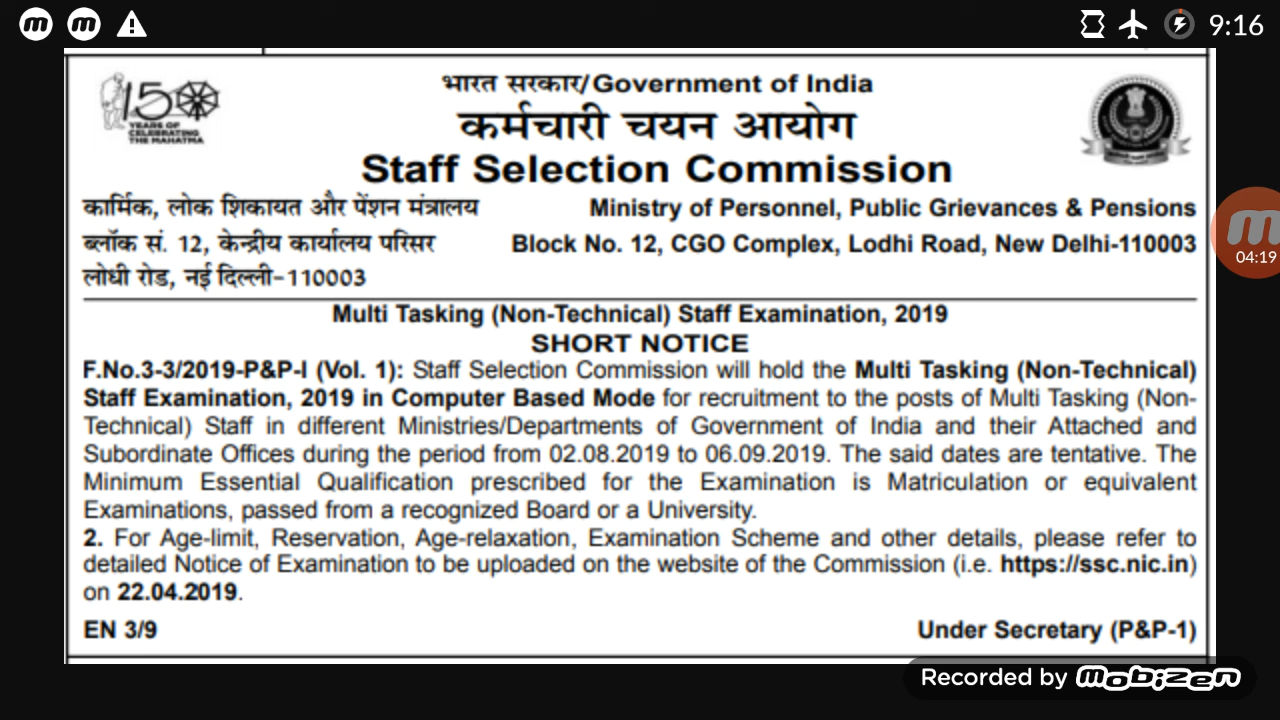 9:16
150
YEARS OF
CELEBRATING
THE MAHATMA
भारत सरकार/Government of India
कर्मचारी चयन आयोग
Staff Selection Commission
कार्मिक, लोक शिकायत और पेंशन मंत्रालय
Ministry of Personnel, Public Grievances & Pensions
ब्लॉक सं. 12, केन्द्रीय कार्यालय परिसर
Block No. 12, CGO Complex, Lodhi Road, New Delhi-110003
लोधी रोड, नई दिल्ली-110003
04:19
Multi Tasking (Non-Technical) Staff Examination, 2019
SHORT NOTICE
F.No.3-3/2019-P&P-I (Vol. 1): Staff Selection Commission will hold the Multi Tasking (Non-Technical)
Staff Examination, 2019 in Computer Based Mode for recruitment to the posts of Multi Tasking (Non-
Technical) Staff in different Ministries/Departments of Government of India and their Attached and
Subordinate Offices during the period from 02.08.2019 to 06.09.2019. The said dates are tentative. The
Minimum Essential Qualification prescribed for the Examination is Matriculation or equivalent
Examinations, passed from a recognized Board or a University.
2. For Age-limit, Reservation, Age-relaxation, Examination Scheme and other details, please refer to
detailed Notice of Examination to be uploaded on the website of the Commission (i.e. https://ssc.nic.in)
on 22.04.2019.
EN 3/9
Under Secretary (P&P-1)
Recorded by mobizen